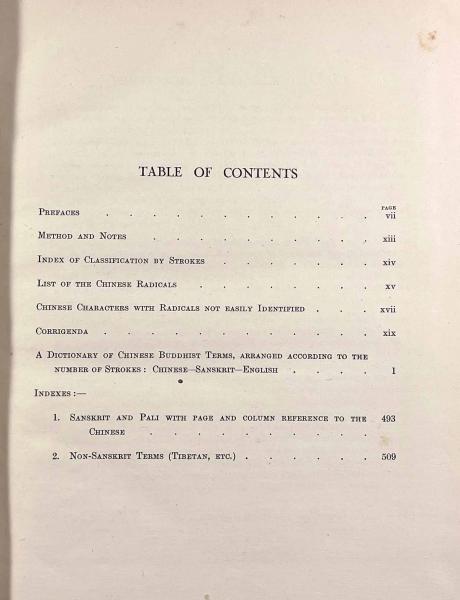 TABLE OF CONTENTS
PAGE
PREFACES . . . . . . . . . . . . vii
METHOD AND NOTES . . . . . . . . . . xiii
INDEX OF CLASSIFICATION BY STROKES . . . . . . . xiv
LIST OF THE CHINESE RADICALS . . . . . . . . xv
CHINESE CHARACTERS WITH RADICALS NOT EASILY IDENTIFIED . . . xvii
CORRIGENDA . . . . . . . . . . . . xix
A DICTIONARY OF CHINESE BUDDHIST TERMS, ARRANGED ACCORDING TO THE
NUMBER OF STROKES: CHINESE—SANSKRIT—ENGLISH . . . . 1
INDEXES:—
1. SANSKRIT AND PALI WITH PAGE AND COLUMN REFERENCE TO THE 493
CHINESE . . . . . . . . . .
2. NON-SANSKRIT TERMS (TIBETAN, ETC.) . . . . . . 509